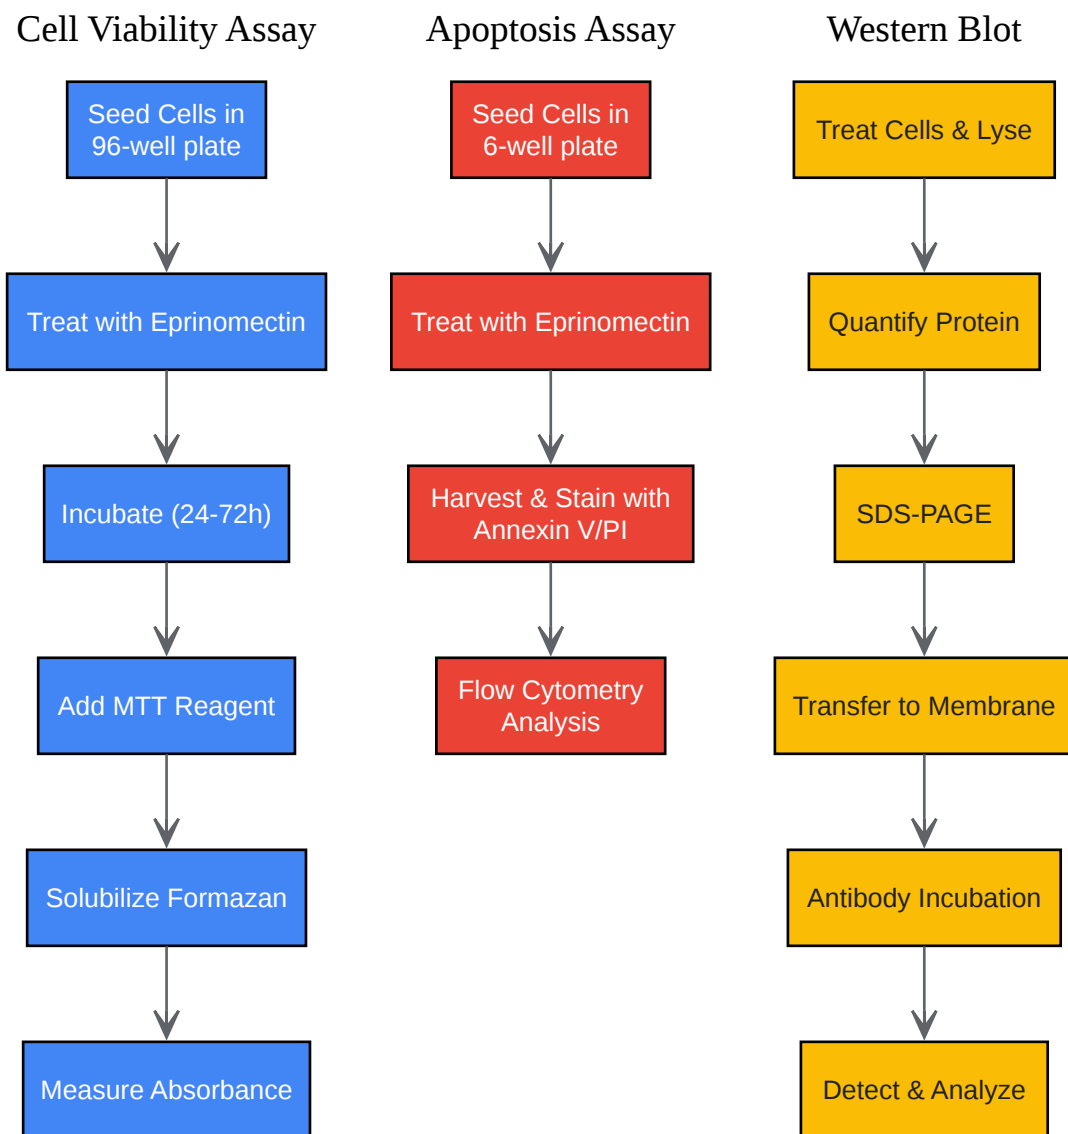 Cell Viability Assay
Seed Cells in
96-well plate
Treat with Eprinomectin
Incubate (24-72h)
Add MTT Reagent
Solubilize Formazan
Measure Absorbance
Apoptosis Assay
Seed Cells in
6-well plate
Treat with Eprinomectin
Harvest & Stain with
Annexin V/PI
Flow Cytometry
Analysis
Western Blot
Treat Cells & Lyse
Quantify Protein
SDS-PAGE
Transfer to Membrane
Antibody Incubation
Detect & Analyze